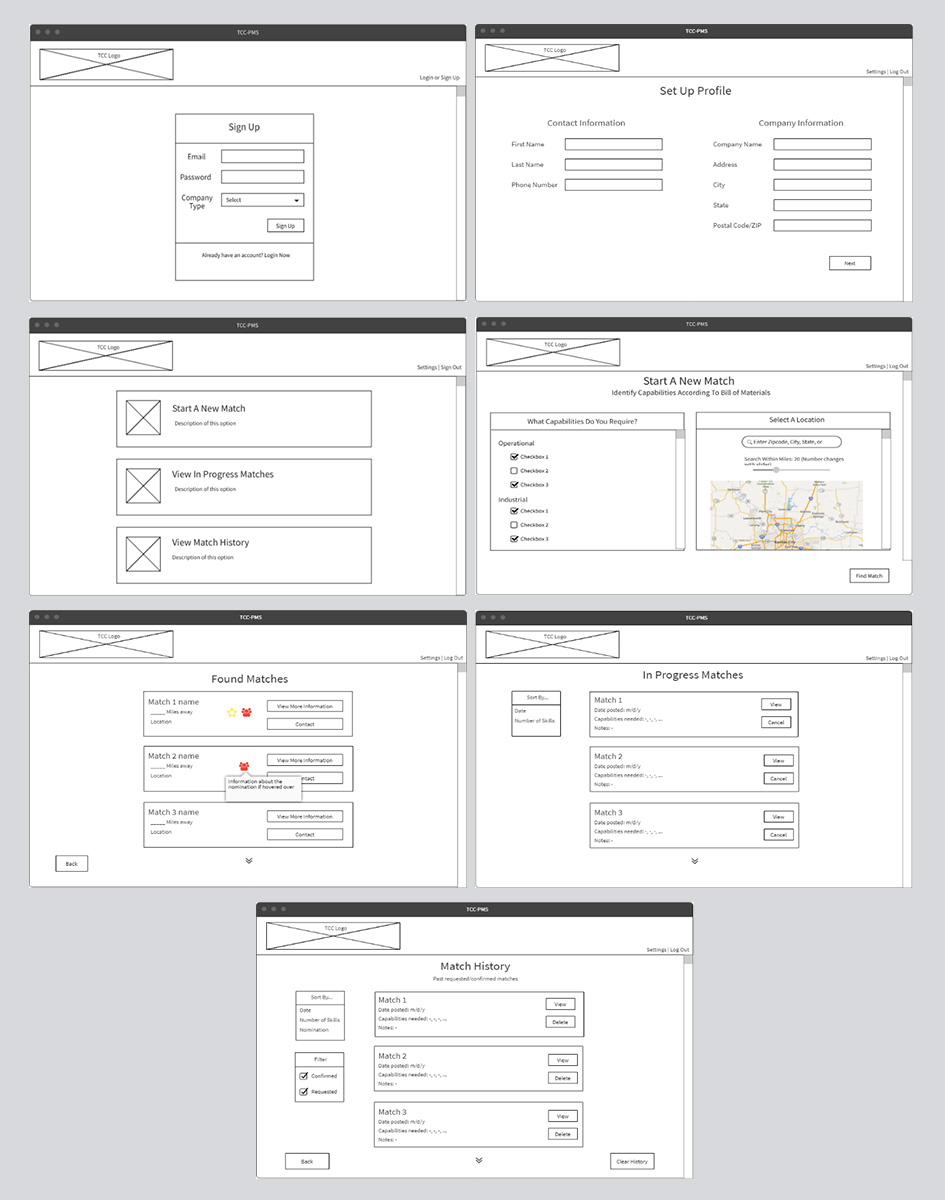 TCC-PMS
TCC Logo
Login or Sign Up
Sign Up
Email
Password
Company
Type
Select
Sign Up
Already have an account? Login Now
TCC-PMS
TCC Logo
Settings | Log Out
Set Up Profile
Contact Information
First Name
Last Name
Phone Number
Company Information
Company Name
Address
City
State
Postal Code/ZIP
Next
TCC-PMS
TCC Logo
Settings | Sign Out
Start A New Match
Description of this option
View In Progress Matches
Description of this option
View Match History
Description of this option
TCC-PMS
TCC Logo
Settings | Log Out
Start A New Match
Identify Capabilities According To Bill of Materials
What Capabilities Do You Require?
Operational
Checkbox 1
Checkbox 2
Checkbox 3
Industrial
Checkbox 1
Checkbox 2
Checkbox 3
Select A Location
Enter Zipcode, City, State, or
Search Within Miles: 20 (Number changes
with slider)
Kansas City
Find Match
TCC-PMS
TCC Logo
Settings | Log Out
Found Matches
Match 1 name
_____ Miles away
Location
View More Information
Contact
Match 2 name
_____ Miles away
Location
View More Information
ontact
Information about the
nomination if hovered over
Match 3 name
_____ Miles away
Location
View More Information
Contact
Back
TCC-PMS
TCC Logo
Settings | Log Out
In Progress Matches
Sort By...
Date
Number of Skills
Match 1
Date posted: m/d/y
Capabilities needed: -, -, -, ...
Notes: -
View
Cancel
Match 2
Date posted: m/d/y
Capabilities needed: -, -, -, ...
Notes: -
View
Cancel
Match 3
Date posted: m/d/y
Capabilities needed: -, -, -, ...
Notes: -
View
Cancel
TCC-PMS
TCC Logo
Settings | Log Out
Match History
Past requested/confirmed matches
Sort By...
Date
Number of Skills
Nomination
Filter
Confirmed
Requested
Match 1
Date posted: m/d/y
Capabilities needed: -, -, -, ...
Notes: -
View
Delete
Match 2
Date posted: m/d/y
Capabilities needed: -, -, -, ...
Notes: -
View
Delete
Match 3
Date posted: m/d/y
Capabilities needed: -, -, -, ...
Notes: -
View
Delete
Back
Clear History